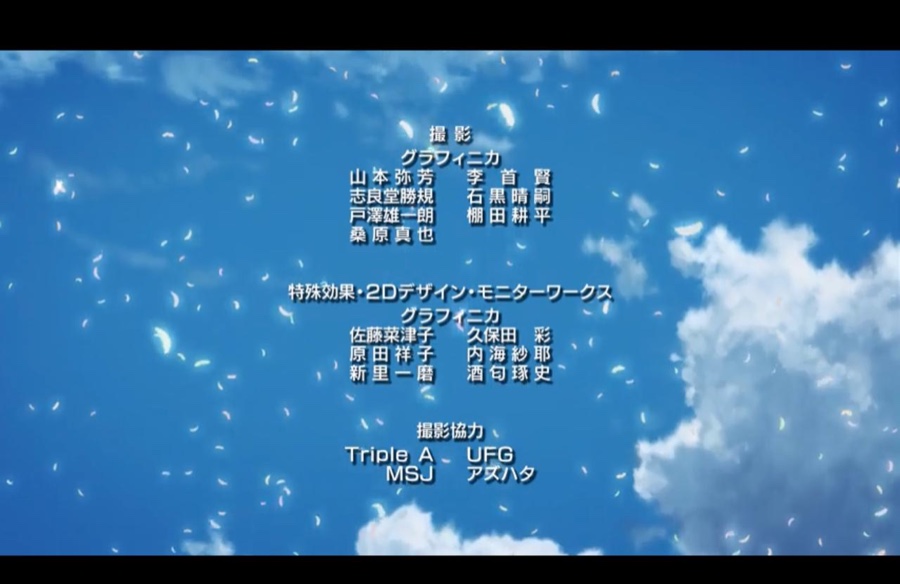 撮 影
グラフィニカ
山 本 弥 芳　李　首　賢
志良堂勝規　石 黒 晴 嗣
戸澤雄一朗　棚 田 耕 平
桑 原 真 也
特殊効果・2Dデザイン・モニターワークス
グラフィニカ
佐藤菜津子　久保田　彩
原 田 祥 子　内 海 紗 耶
新 里 一 磨　酒 匂 琢 史
撮影協力
Triple A　UFG
MSJ　アズハタ